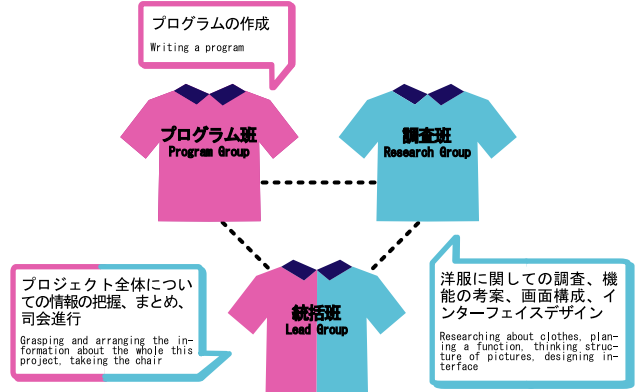 プログラムの作成
Writing a program
プログラム班
Program Group
調査班
Research Group
統括班
Lead Group
プロジェクト全体につい
ての情報の把握、まとめ、
司会進行
Grasping and arranging the in-
formation about the whole this
project, takeing the chair
洋服に関しての調査、機
能の考案、画面構成、イ
ンターフェイスデザイン
Researching about clothes, plan-
ing a function, thinking struc-
ture of pictures, designing in-
terface